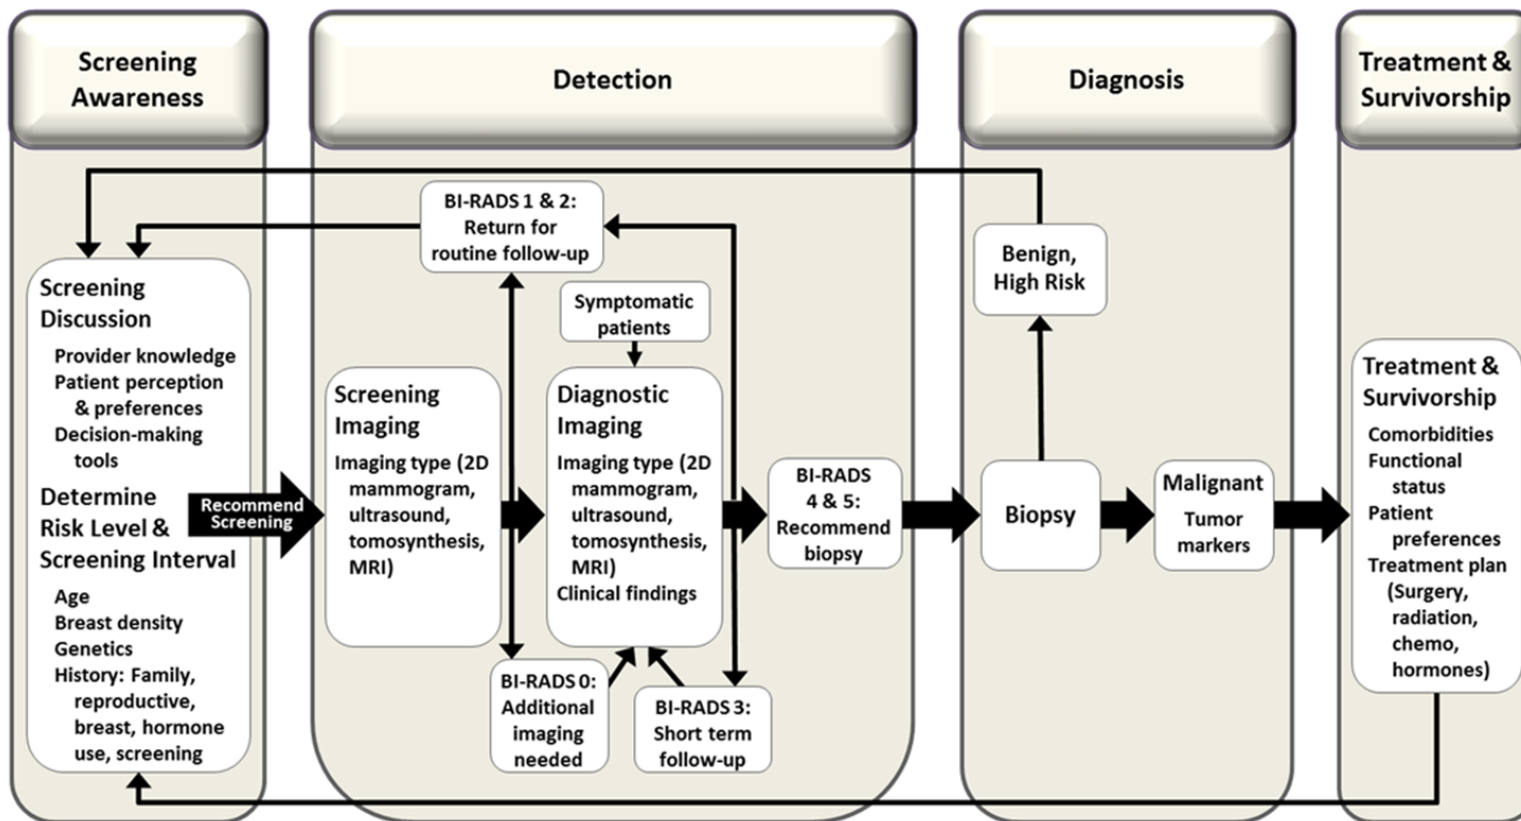 Screening
Awareness
Detection
Diagnosis
Treatment &
Survivorship
Screening
Discussion
Provider knowledge
Patient perception
& preferences
Decision-making
tools
Determine
Risk Level &
Screening Interval
Age
Breast density
Genetics
History: Family,
reproductive,
breast, hormone
use, screening
Recommend
Screening
BI-RADS 1 & 2:
Return for
routine follow-up
Symptomatic
patients
Screening
Imaging
Imaging type (2D
mammogram,
ultrasound,
tomosynthesis,
MRI)
Diagnostic
Imaging
Imaging type (2D
mammogram,
ultrasound,
tomosynthesis,
MRI)
Clinical findings
BI-RADS 0:
Additional
imaging
needed
BI-RADS 3:
Short term
follow-up
BI-RADS
4 & 5:
Recommend
biopsy
Benign,
High Risk
Biopsy
Malignant
Tumor
markers
Treatment &
Survivorship
Comorbidities
Functional
status
Patient
preferences
Treatment plan
(Surgery,
radiation,
chemo,
hormones)